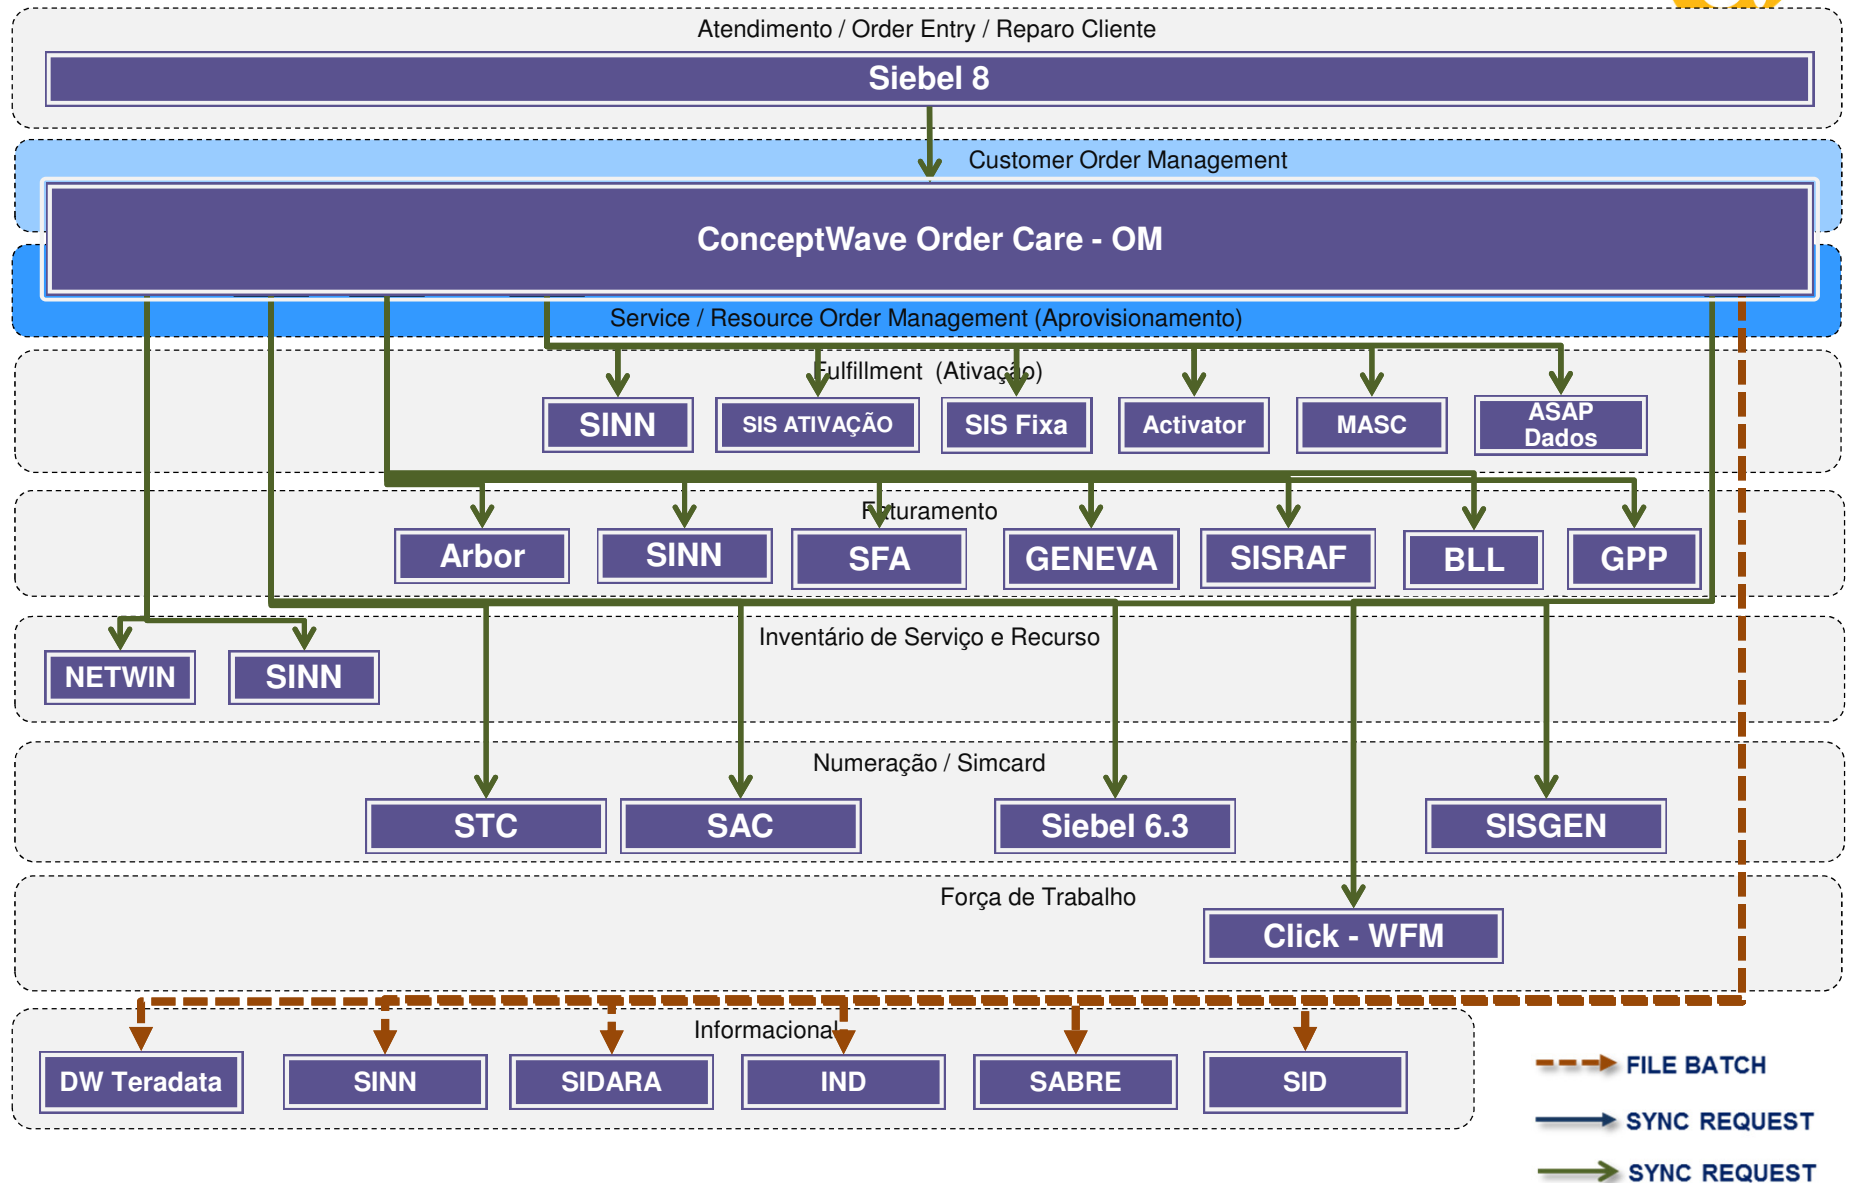 Atendimento / Order Entry / Reparo Cliente
Siebel 8
Customer Order Management
ConceptWave Order Care - OM
Service / Resource Order Management (Aprovisionamento)
Fulfillment (Ativação)
SINN
SIS ATIVAÇÃO
SIS Fixa
Activator
MASC
ASAP
Dados
Faturamento
Arbor
SINN
SFA
GENEVA
SISRAF
BLL
GPP
Inventário de Serviço e Recurso
NETWIN
SINN
Numeração / Simcard
STC
SAC
Siebel 6.3
SISGEN
Força de Trabalho
Click - WFM
Informacional
DW Teradata
SINN
SIDARA
IND
SABRE
SID
FILE BATCH
SYNC REQUEST
SYNC REQUEST